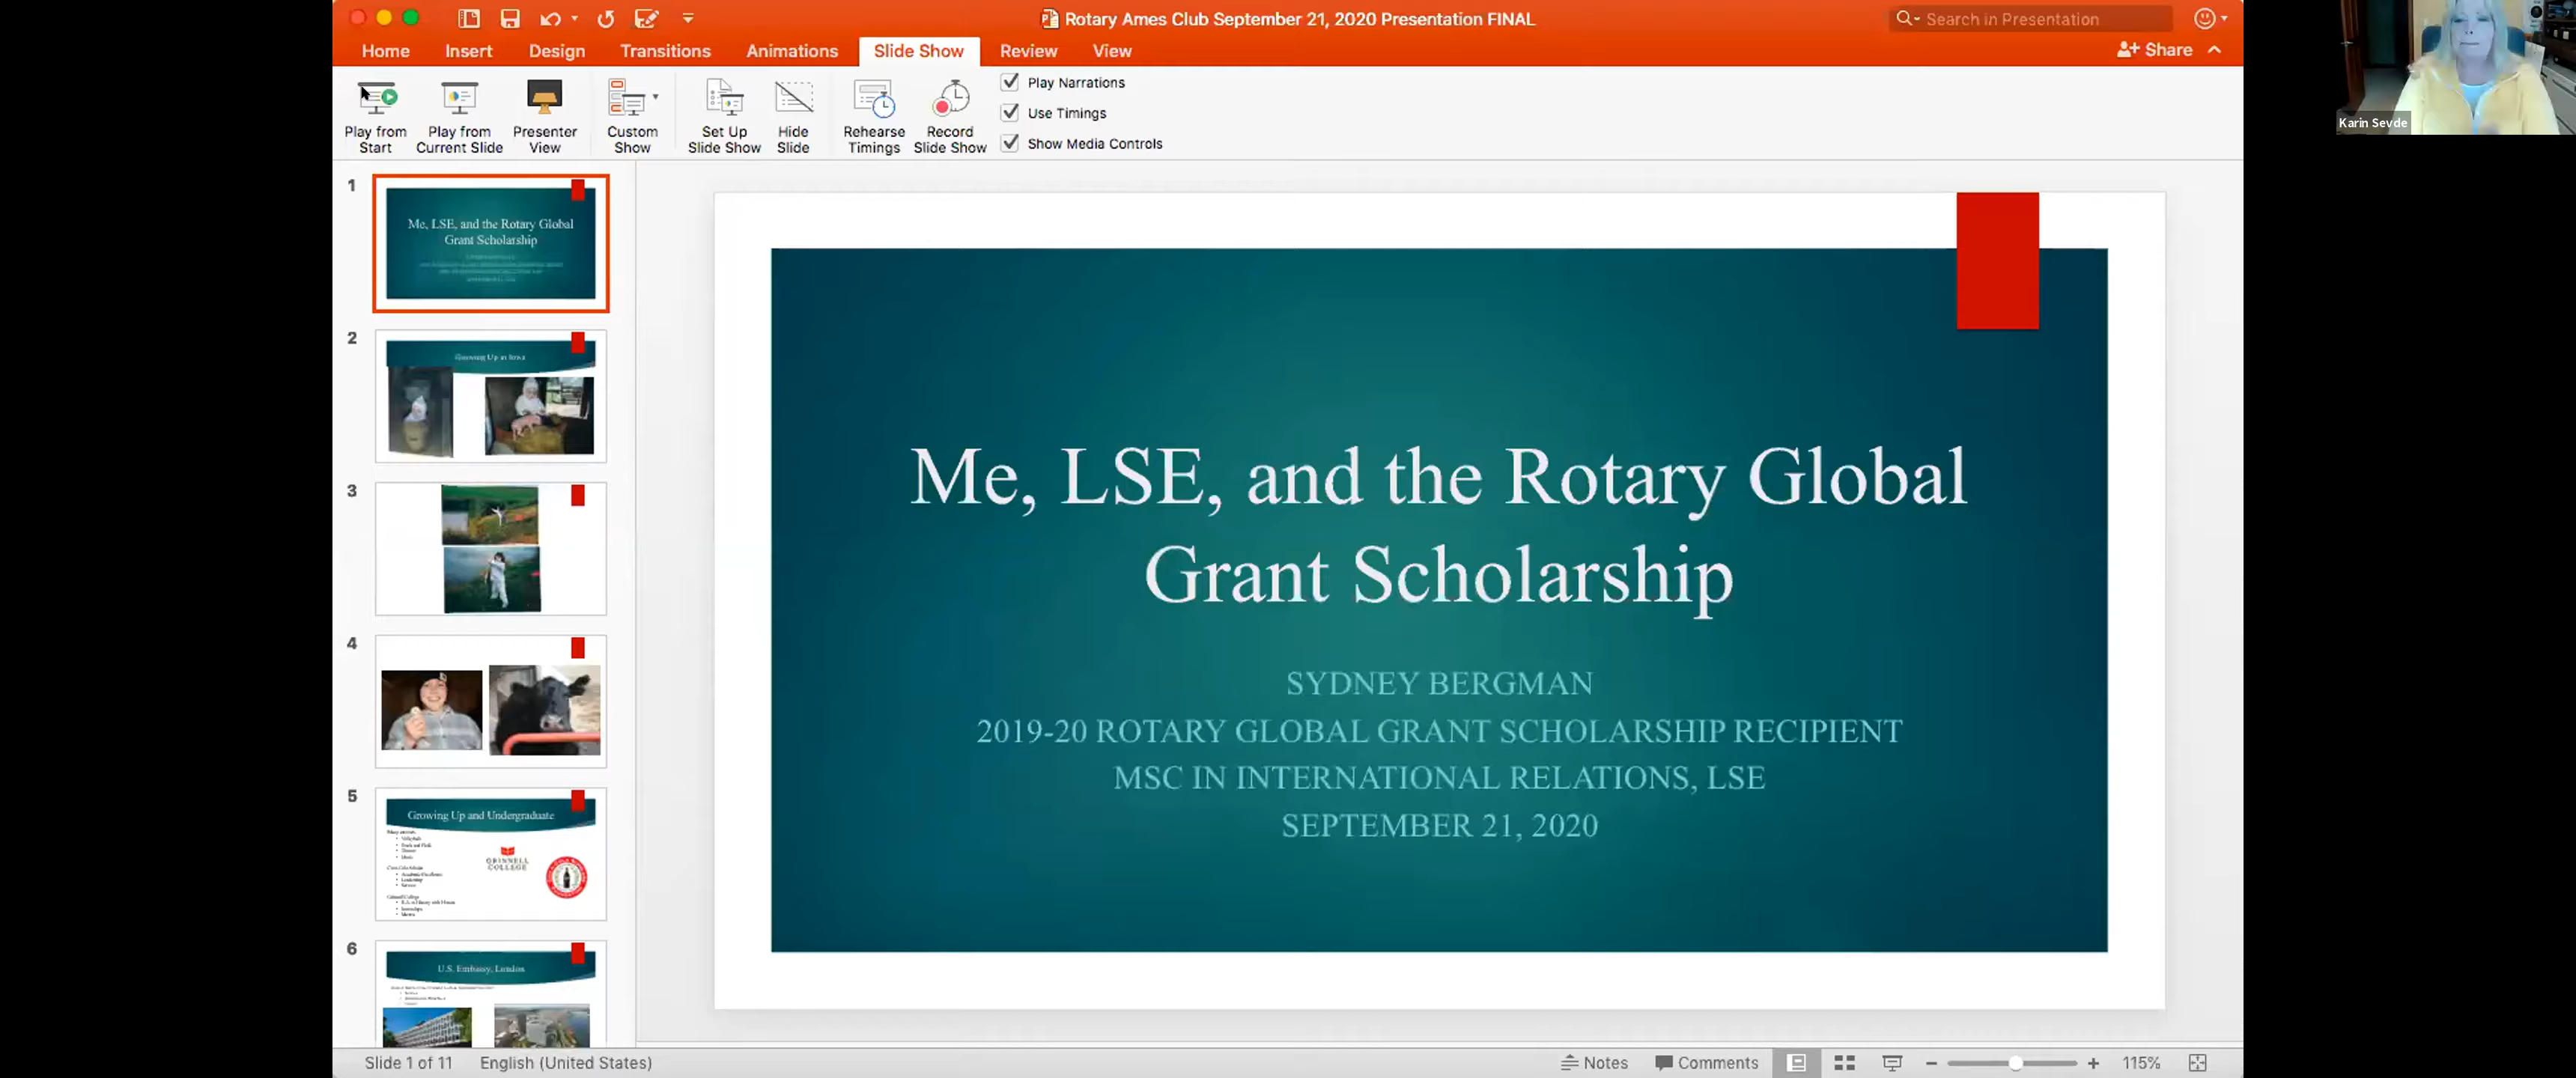 Rotary Ames Club September 21, 2020 Presentation FINAL
Search in Presentation
Home Insert Design Transitions Animations Slide Show Review View
Share
Play from Start
Play from Current Slide
Presenter View
Custom Show
Set Up Slide Show
Hide Slide
Rehearse Timings
Record Slide Show
Play Narrations
Use Timings
Show Media Controls
Karin Sevde
1
Me, LSE, and the Rotary Global
Grant Scholarship
2
Growing Up in Iowa
3
4
5
Growing Up and Undergraduate
GRINNELL
COLLEGE
6
U.S. Embassy, London
Me, LSE, and the Rotary Global
Grant Scholarship
SYDNEY BERGMAN
2019-20 ROTARY GLOBAL GRANT SCHOLARSHIP RECIPIENT
MSC IN INTERNATIONAL RELATIONS, LSE
SEPTEMBER 21, 2020
Slide 1 of 11 English (United States)
Notes Comments 115%